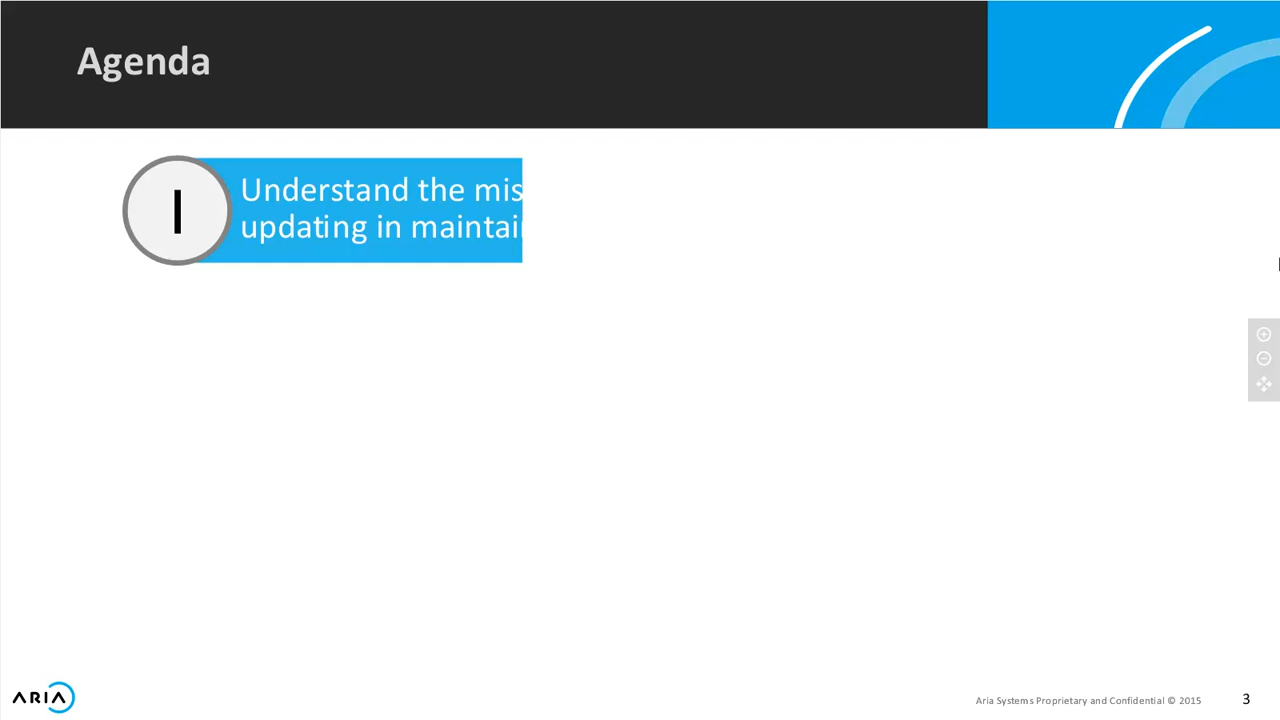 Agenda
I
Understand the mis
updating in maintai
ARIA
Aria Systems Proprietary and Confidential © 2015
3